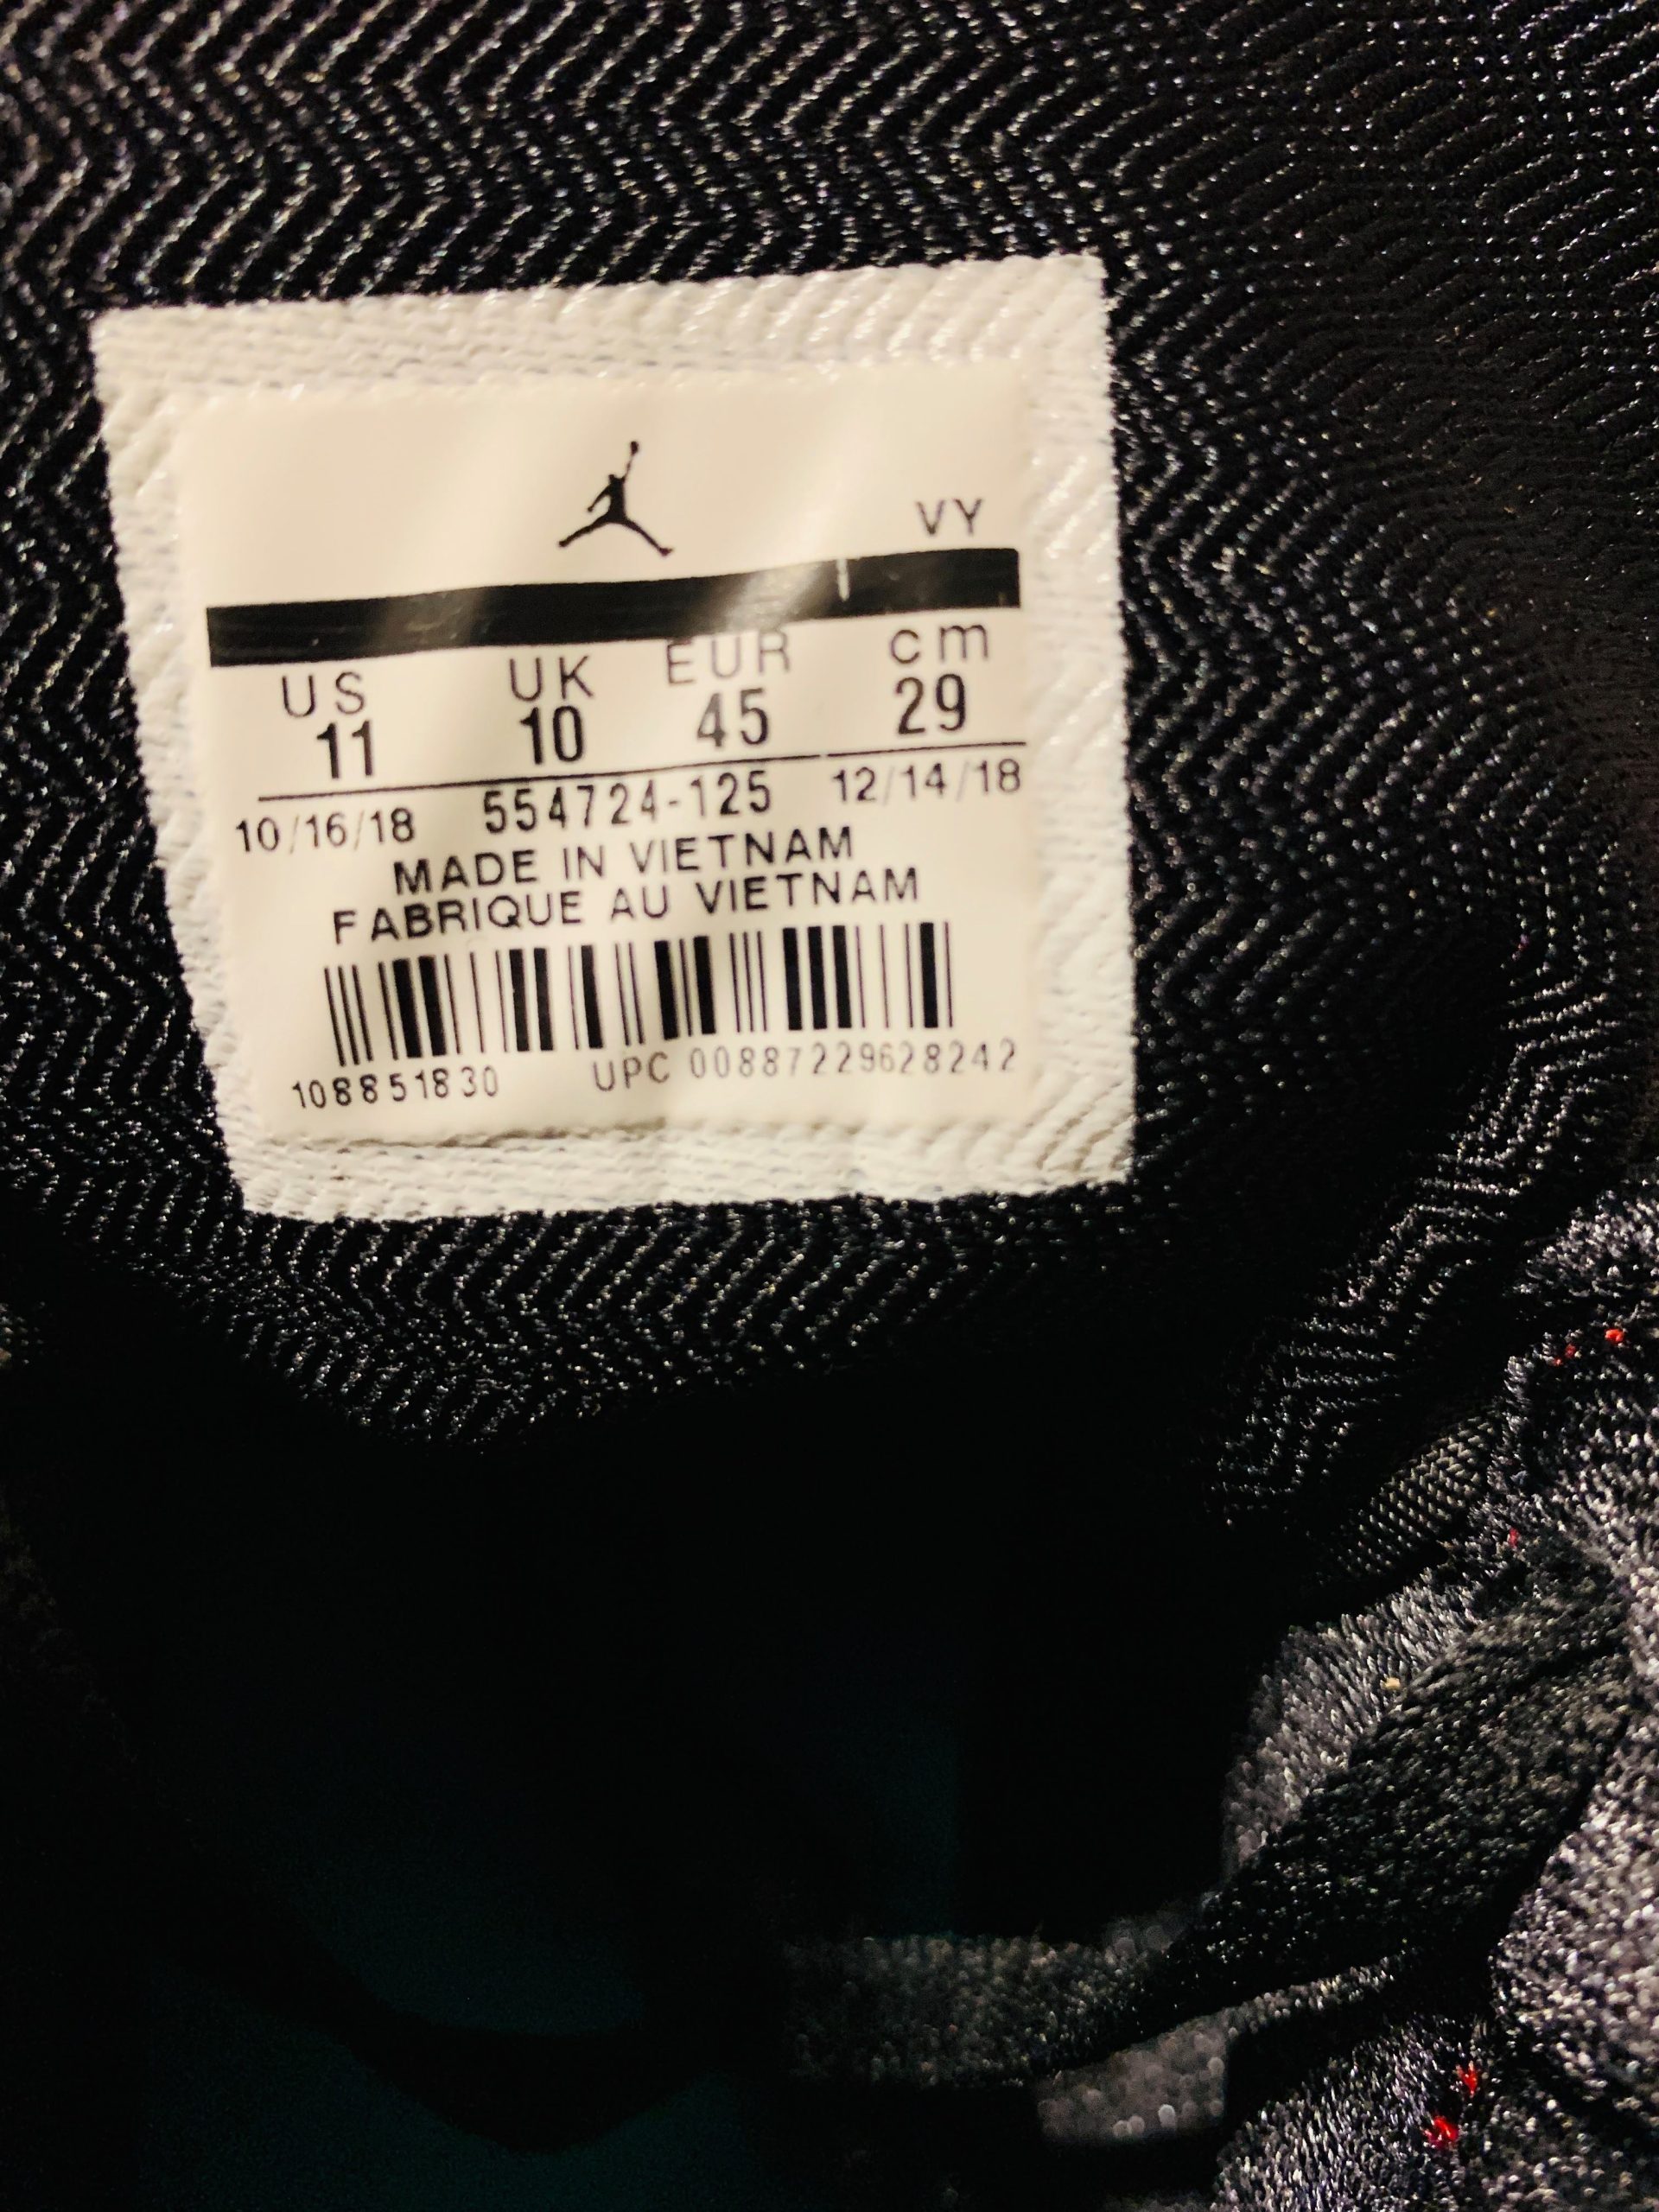 VY
US UK EUR cm
11 10 45 29
10/16/18 554724-125 12/14/18
MADE IN VIETNAM
FABRIQUE AU VIETNAM
108851830 UPC 00887229628242